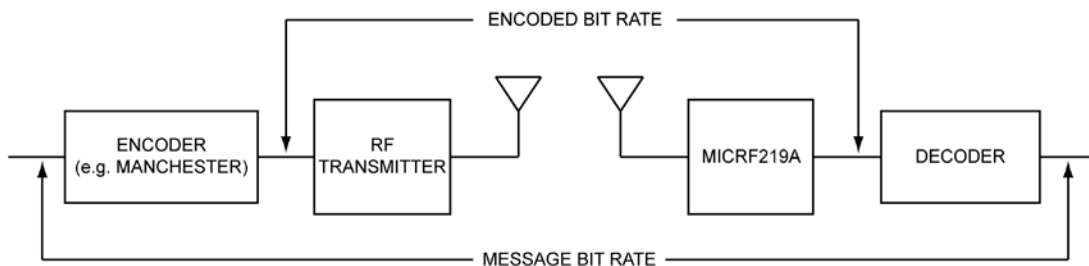 ENCODED BIT RATE
ENCODER
(e.g. MANCHESTER)
RF
TRANSMITTER
MICRF219A
DECODER
MESSAGE BIT RATE